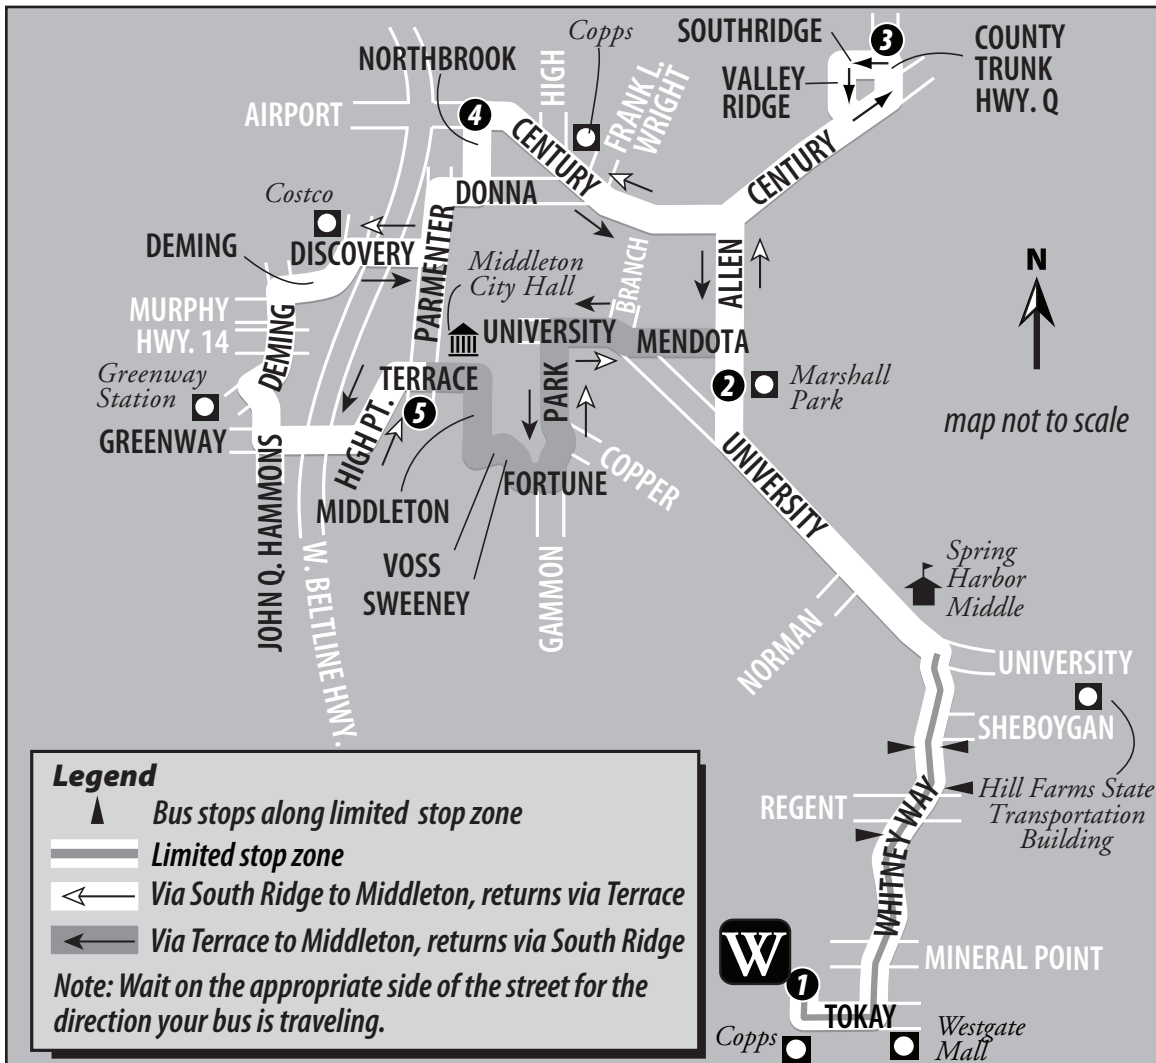 Copps
SOUTHRIDGE
3
COUNTY
TRUNK
HWY. Q
NORTHBROOK
HIGH
FRANK L.
WRIGHT
VALLEY
RIDGE
AIRPORT
4
CENTURY
CENTURY
DONNA
Costco
PARMENTER
DEMING
DISCOVERY
Middleton
City Hall
BRANCH
ALLEN
N
MURPHY
HWY. 14
DEMING
UNIVERSITY
MENDOTA
Greenway
Station
TERRACE
PARK
2
Marshall
Park
map not to scale
5
GREENWAY
HIGH PT.
COPPER
UNIVERSITY
FORTUNE
MIDDLETON
JOHN Q. HAMMONS
W. BELTLINE HWY.
VOSS
SWEENEY
GAMMON
Spring
Harbor
Middle
NORMAN
UNIVERSITY
SHEBOYGAN
Hill Farms State
Transportation
Building
REGENT
WHITNEY WAY
W
1
MINERAL POINT
TOKAY
Copps
Westgate
Mall
Legend
Bus stops along limited stop zone
Limited stop zone
Via South Ridge to Middleton, returns via Terrace
Via Terrace to Middleton, returns via South Ridge
Note: Wait on the appropriate side of the street for the
direction your bus is traveling.